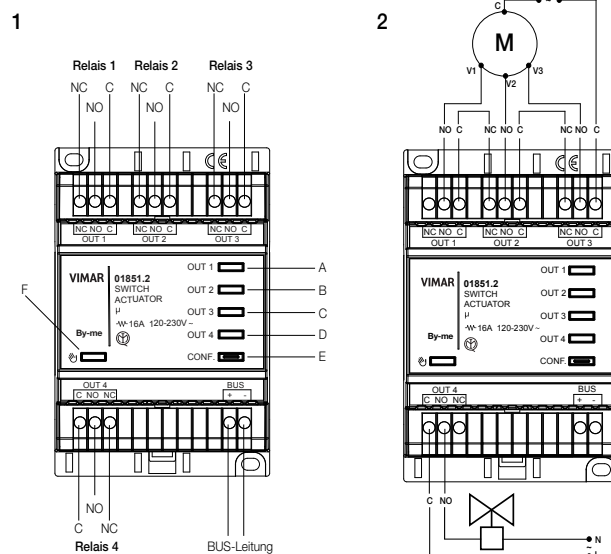 1
Relais 1 Relais 2 Relais 3
NC C NC C NC C
NO NO NO
CE
NC NO C NC NO C NC NO C
OUT 1 OUT 2 OUT 3
VIMAR 01851.2
SWITCH
ACTUATOR
µ
16A 120-230V~
By-me
OUT 1
OUT 2
OUT 3
OUT 4
CONF.
A
B
C
D
E
F
OUT 4 BUS
C NO NC + -
NO
C NC
Relais 4 BUS-Leitung
2
C
~
M
V1 V2 V3
NO C NC NO C NC NO C
CE
NC NO C NC NO C NC NO C
OUT 1 OUT 2 OUT 3
VIMAR 01851.2
SWITCH
ACTUATOR
µ
16A 120-230V~
By-me
OUT 1
OUT 2
OUT 3
OUT 4
CONF.
OUT 4 BUS
C NO NC + -
C NO
N
~